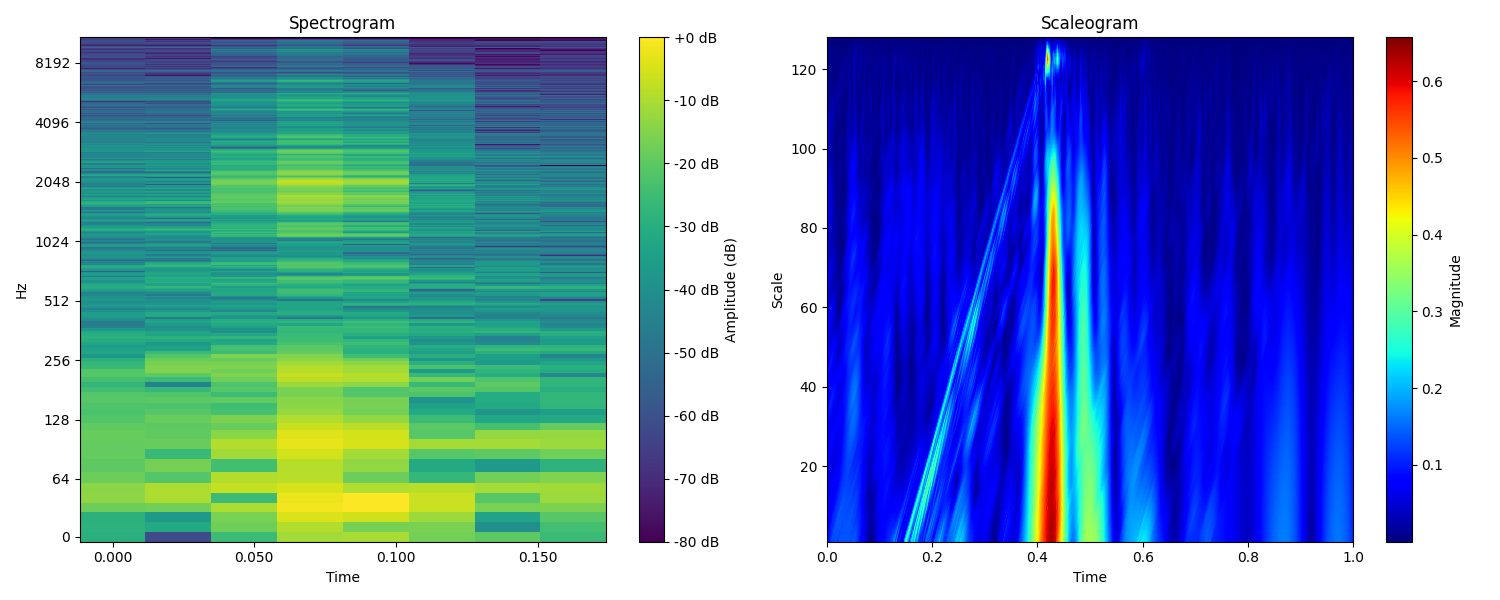 Spectrogram
Hz
8192
4096
2048
1024
512
256
128
64
0
0.000
0.050
0.100
0.150
Time
+0 dB
-10 dB
-20 dB
-30 dB
-40 dB
-50 dB
-60 dB
-70 dB
-80 dB
Amplitude (dB)
Scaleogram
Scale
120
100
80
60
40
20
0.0
0.2
0.4
0.6
0.8
1.0
Time
0.6
0.5
0.4
0.3
0.2
0.1
Magnitude